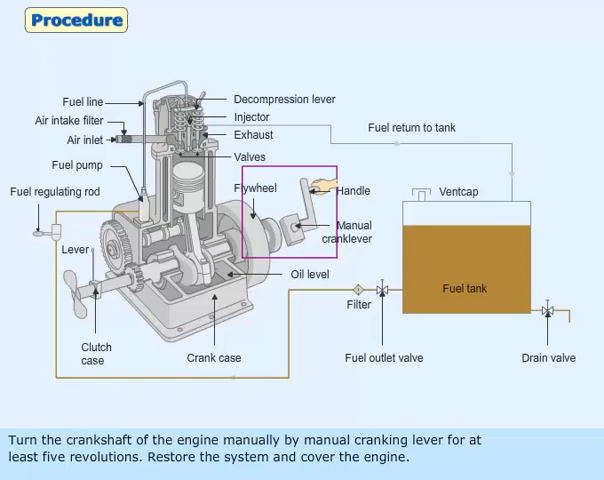 Procedure
Fuel line
Decompression lever
Air intake filter
Injector
Air inlet
Exhaust
Fuel return to tank
Valves
Fuel pump
Fuel regulating rod
Flywheel
Handle
Ventcap
Manual
cranklever
Lever
Oil level
Fuel tank
Filter
Clutch
case
Crank case
Fuel outlet valve
Drain valve
Turn the crankshaft of the engine manually by manual cranking lever for at
least five revolutions. Restore the system and cover the engine.